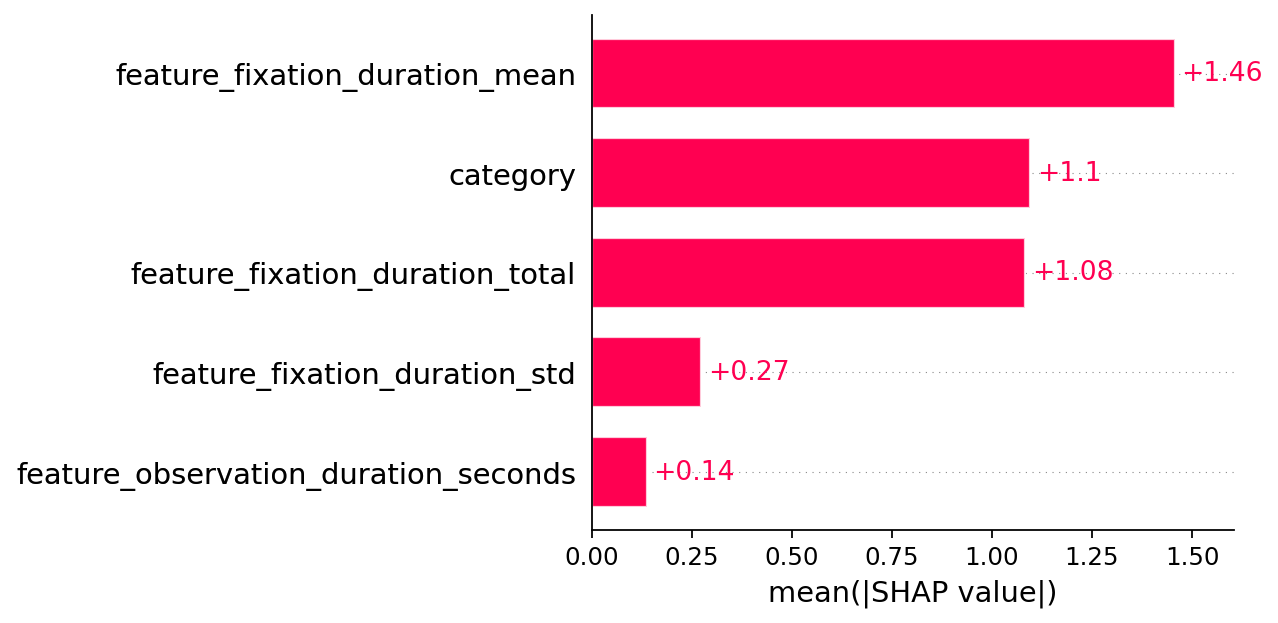 feature_fixation_duration_mean +1.46
category +1.1
feature_fixation_duration_total +1.08
feature_fixation_duration_std +0.27
feature_observation_duration_seconds +0.14
0.00 0.25 0.50 0.75 1.00 1.25 1.50
mean(|SHAP value|)